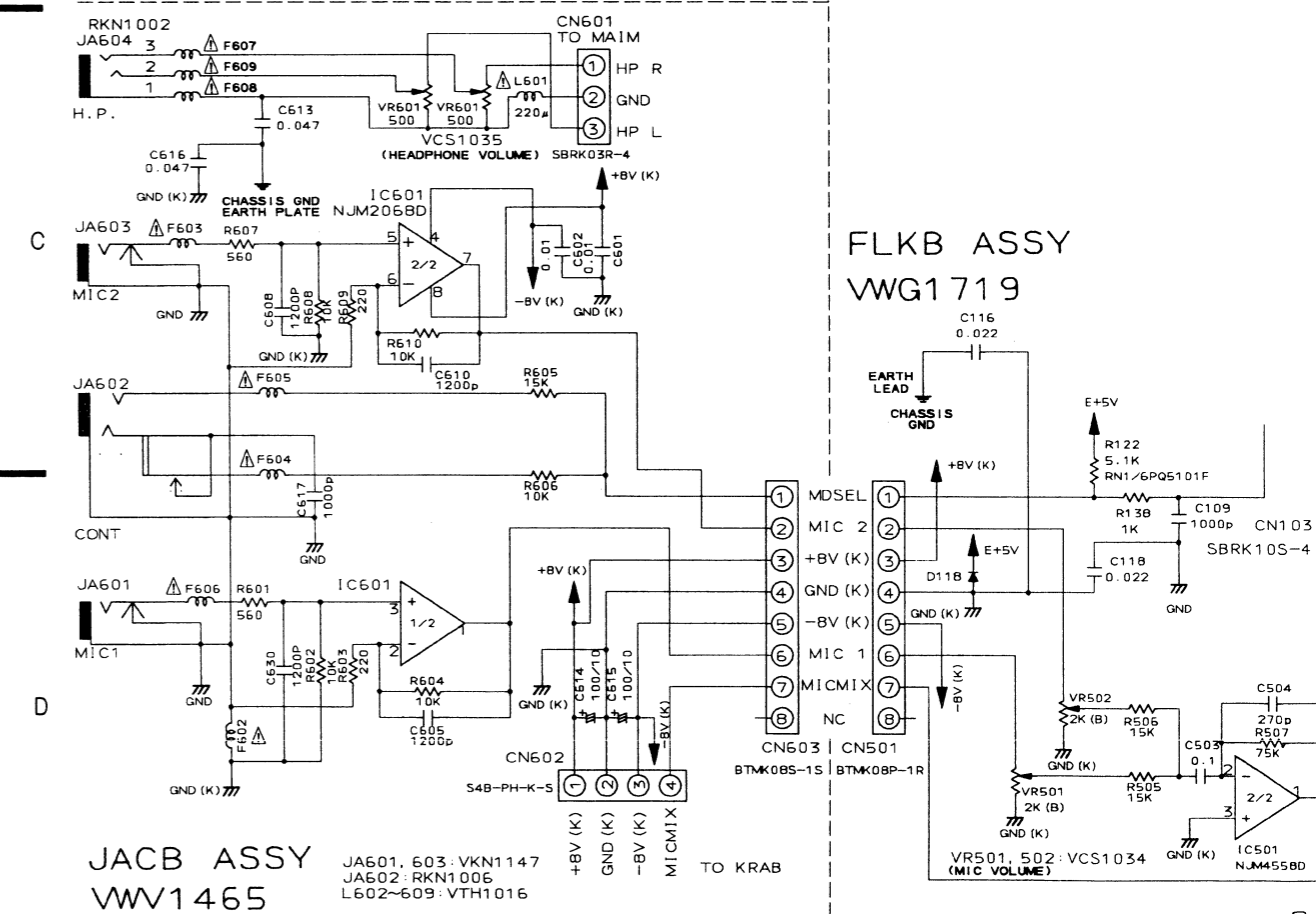 RKN1002
JA604
3
F607
2
F609
1
F608
H.P.
C613
0.047
C616
0.047
GND (K)
CHASSIS GND
EARTH PLATE
VR601
500
VR601
500
VCS1035
(HEADPHONE VOLUME)
L601
220μ
CN601
TO MAIM
1 HP R
2 GND
3 HP L
SBRK03R-4
+8V (K)
IC601
NJM2068D
C
JA603
MIC2
F603
R607
560
GND
C608
1200P
R608
10K
R609
220
GND (K)
5
+
4
2/2
7
6
−
8
-8V (K)
0.01
C602
0.01
C601
GND (K)
R610
10K
C610
1200p
JA602
CONT
F605
R605
15K
F604
R606
10K
C617
1000p
GND
JA601
MIC1
F606
R601
560
GND
C630
1200P
R602
10K
R603
220
F602
GND (K)
IC601
3
+
1/2
1
2
−
R604
10K
C605
1200p
D
+8V (K)
GND (K)
C614
100/10
C615
100/10
-8V (K)
CN602
S4B-PH-K-S
1 2 3 4
+8V (K)
GND (K)
-8V (K)
MICMIX
TO KRAB
1 MDSEL 1
2 MIC 2 2
3 +8V (K) 3
4 GND (K) 4
5 -8V (K) 5
6 MIC 1 6
7 MICMIX 7
8 NC 8
CN603
CN501
BTMK08S-1S
BTMK08P-1R
FLKB ASSY
VWG1719
C116
0.022
EARTH
LEAD
CHASSIS
GND
+8V (K)
E+5V
R122
5.1K
RN1/6PQ5101F
R138
1K
C109
1000p
CN103
SBRK10S-4
E+5V
D118
GND (K)
C118
0.022
GND
-8V (K)
VR502
2K (B)
GND (K)
R506
15K
VR501
2K (B)
GND (K)
R505
15K
C503
0.1
C504
270p
R507
75K
2
−
2/2
1
3
+
GND (K)
IC501
NJM4558D
VR501, 502: VCS1034
(MIC VOLUME)
JACB ASSY
VWV1465
JA601, 603: VKN1147
JA602: RKN1006
L602~609: VTH1016